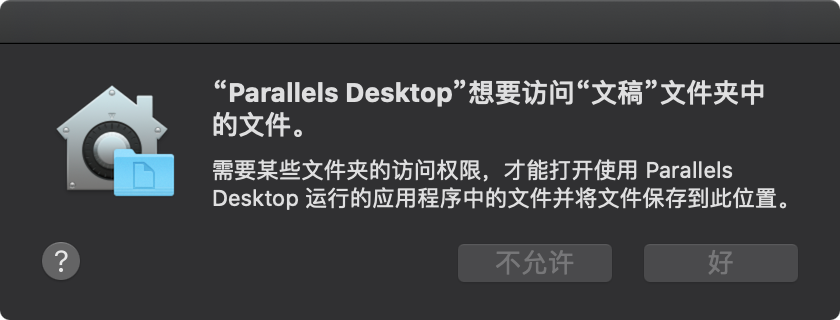 “Parallels Desktop”想要访问“文稿”文件夹中
的文件。
需要某些文件夹的访问权限，才能打开使用 Parallels
Desktop 运行的应用程序中的文件并将文件保存到此位置。
?
不允许
好